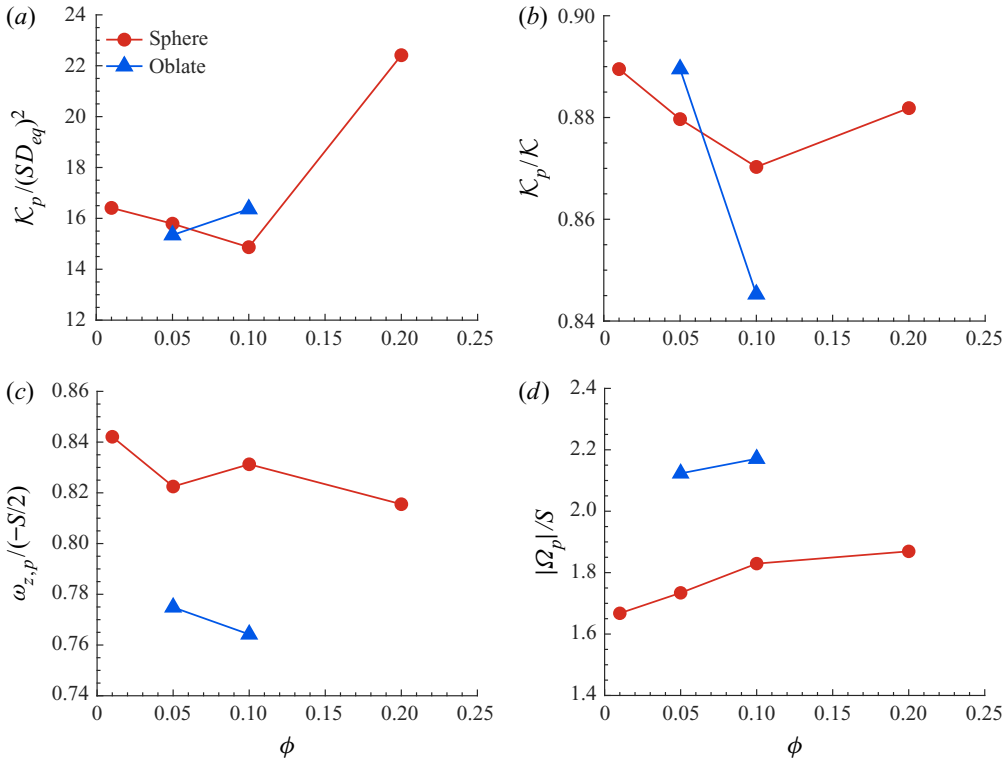 (a)
24
22
20
18
16
14
12
0 0.05 0.10 0.15 0.20 0.25
𝒦p/(SDeq)²
Sphere
Oblate
(b)
0.90
0.88
0.86
0.84
0 0.05 0.10 0.15 0.20 0.25
𝒦p/𝒦
(c)
0.86
0.84
0.82
0.80
0.78
0.76
0.74
0 0.05 0.10 0.15 0.20 0.25
ωz,p/(−S/2)
ϕ
(d)
2.4
2.2
2.0
1.8
1.6
1.4
0 0.05 0.10 0.15 0.20 0.25
|Ωp|/S
ϕ